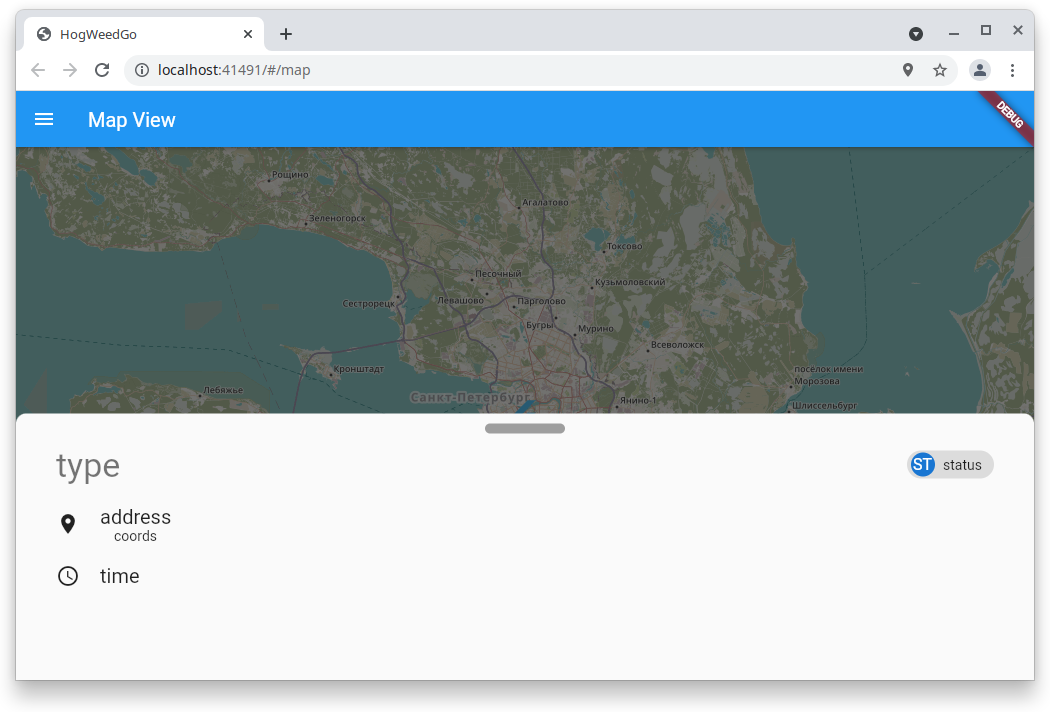 HogWeedGo
localhost:41491/#/map
Map View
DEBUG
Рощино
Агалатово
Зеленогорск
Токсово
Песочный
Кузьмоловский
Сестрорецк
Левашово
Парголово
Бугры
Мурино
Всеволожск
Кронштадт
посёлок имени
Морозова
Лебяжье
Санкт-Петербург
Янино-1
Шлиссельбург
type
ST status
address
coords
time